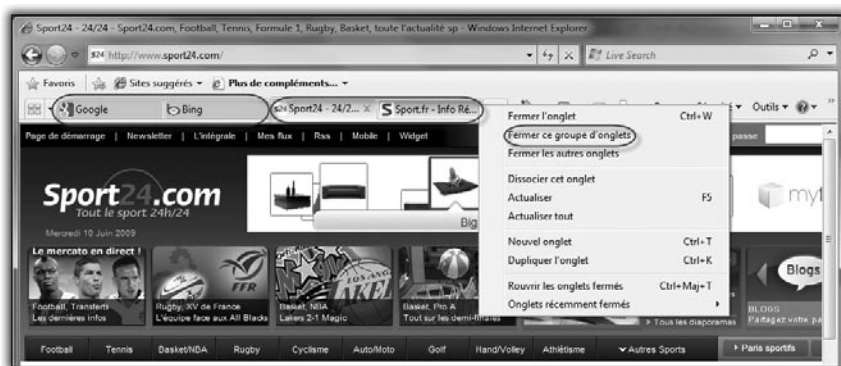 Sport24 - 24/24 - Sport24.com, Football, Tennis, Formule 1, Rugby, Basket, toute l'actualité sp - Windows Internet Explorer
S24 http://www.sport24.com/
Live Search
Favoris Sites suggérés Plus de compléments...
Google Bing S24 Sport24 - 24/2... S Sport.fr - Info Ré... Outils
Page de démarrage | Newsletter | L'intégrale | Mes flux | Rss | Mobile | Widget passe
Fermer l'onglet Ctrl+W
Fermer ce groupe d'onglets
Fermer les autres onglets
Dissocier cet onglet
Actualiser F5
Actualiser tout
Nouvel onglet Ctrl+T
Dupliquer l'onglet Ctrl+K
Rouvrir les onglets fermés Ctrl+Maj+T
Onglets récemment fermés
Sport24.com
Tout le sport 24h/24
Mercredi 10 Juin 2009
Big
myf
Le mercato en direct !
FFR
Blogs
Football, Transferts
Les dernières infos
Rugby, XV de France
L'équipe face aux All Blacks
Basket, NBA
Lakers 2-1 Magic
Basket, Pro A
Tout sur les demi-finales
> Tous les diaporamas
BLOGS
Partagez votre pa
Football Tennis Basket/NBA Rugby Cyclisme Auto/Moto Golf Hand/Volley Athlétisme Autres Sports Paris sportifs